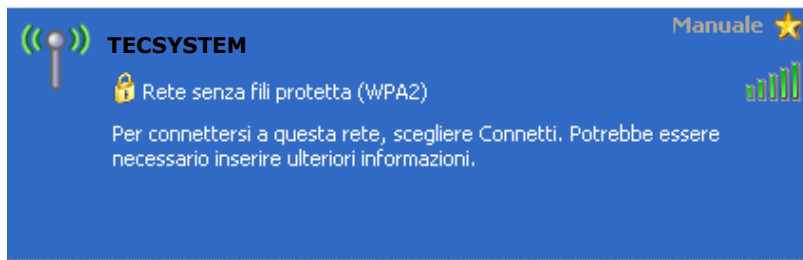 Manuale
TECSYSTEM
Rete senza fili protetta (WPA2)
Per connettersi a questa rete, scegliere Connetti. Potrebbe essere
necessario inserire ulteriori informazioni.